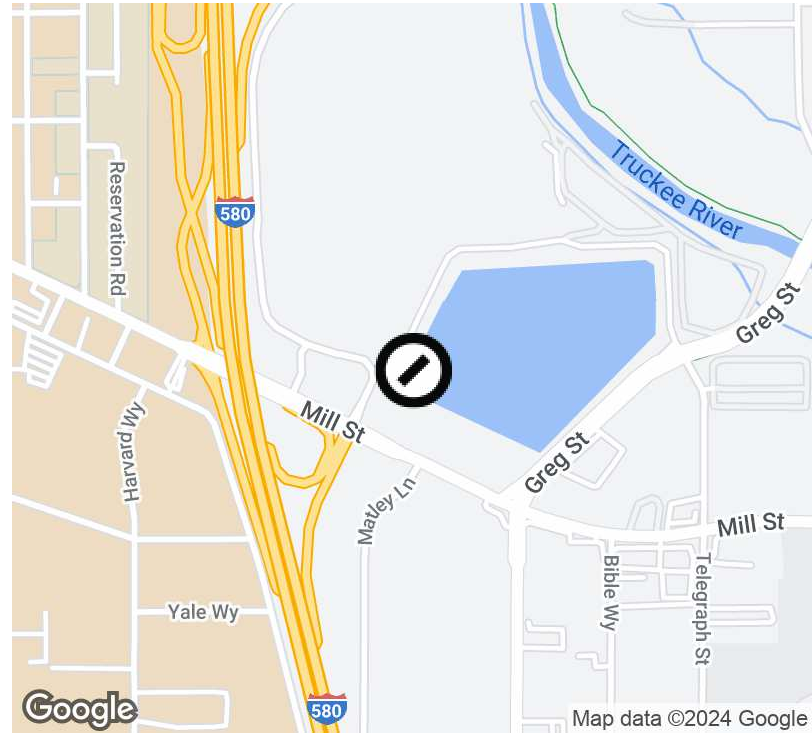 Truckee River
Reservation Rd
580
Greg St
Mill St
Harvard Wy
Greg St
Matley Ln
Mill St
Bible Wy
Telegraph St
Yale Wy
580
Google
Map data ©2024 Google